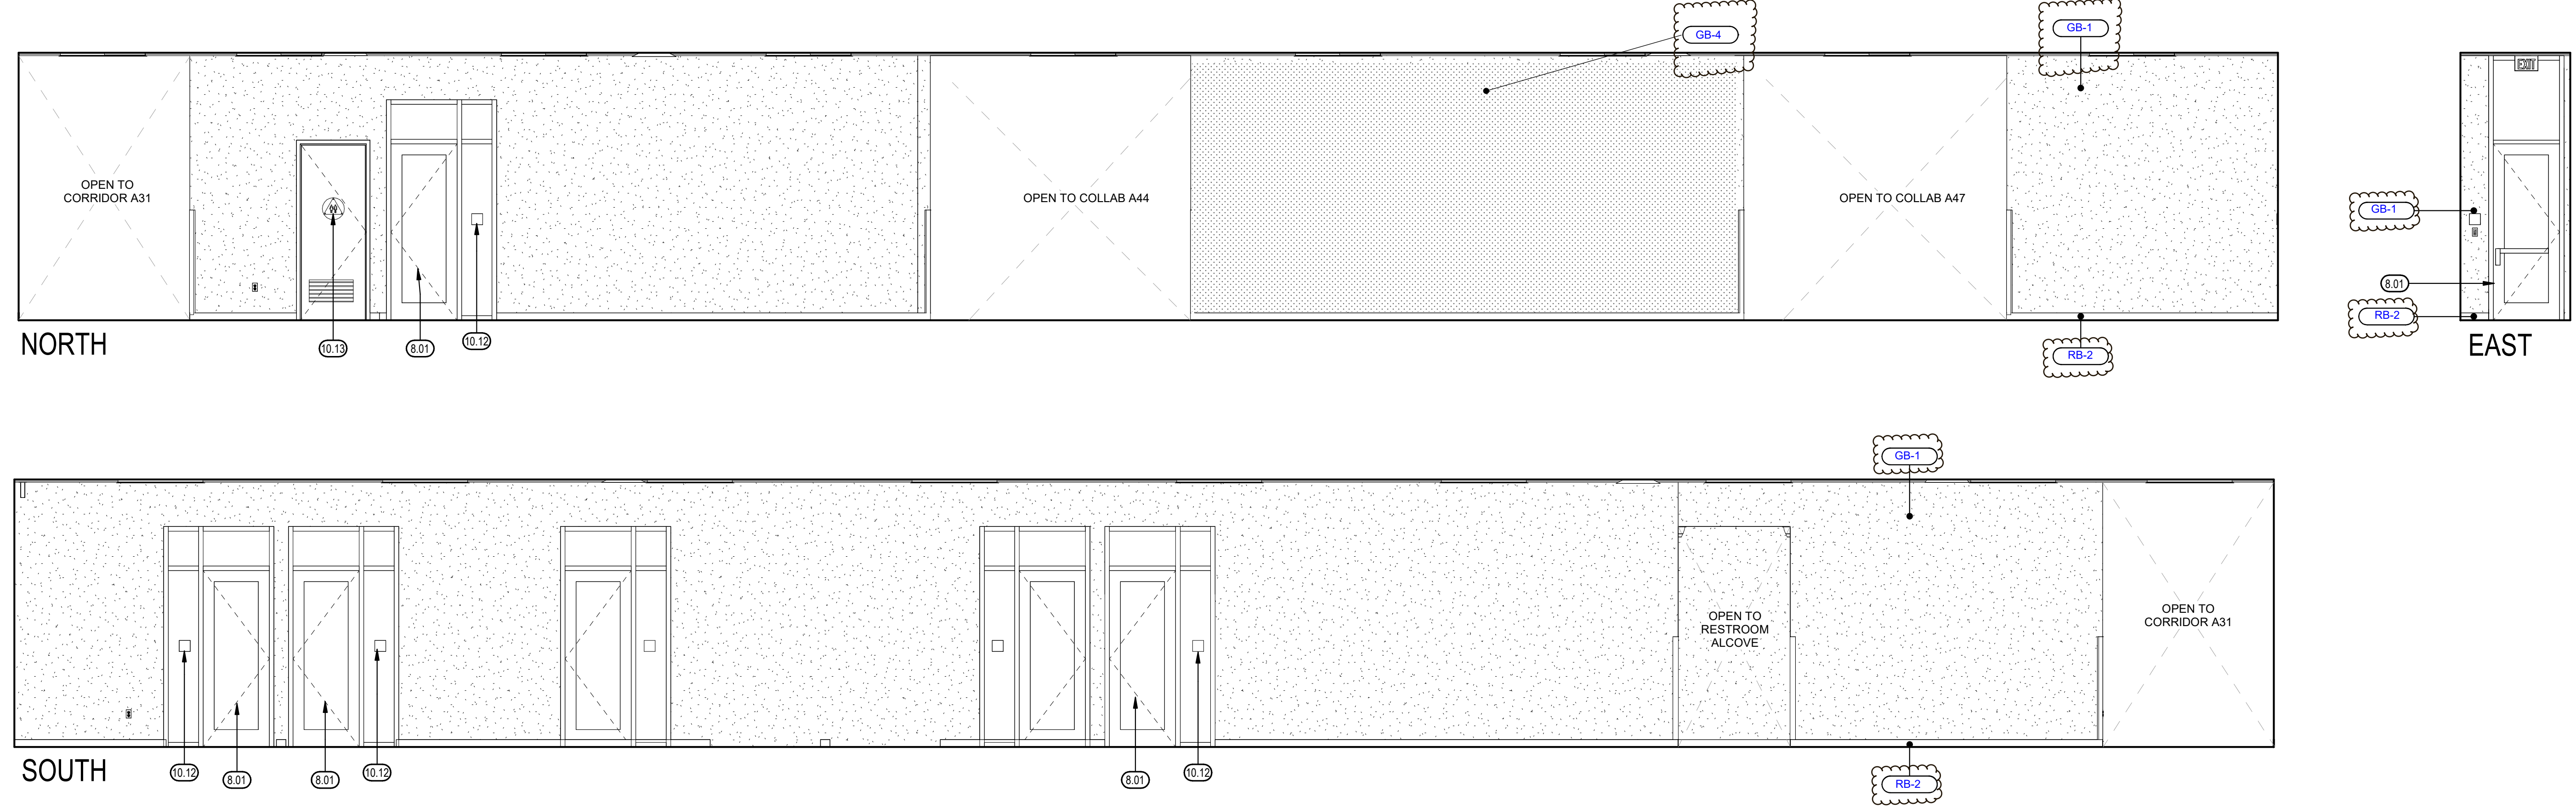 GB-4
GB-1
EXIT
OPEN TO
CORRIDOR A31
OPEN TO COLLAB A44
OPEN TO COLLAB A47
GB-1
8.01
RB-2
NORTH
10.13
8.01
10.12
RB-2
EAST
GB-1
OPEN TO
RESTROOM
ALCOVE
OPEN TO
CORRIDOR A31
SOUTH
10.12
8.01
8.01
10.12
8.01
10.12
RB-2